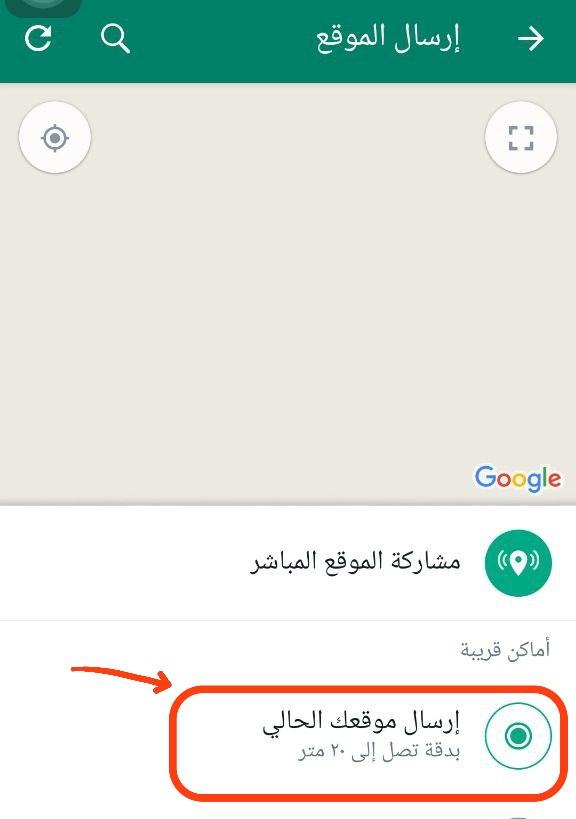 إرسال الموقع
Google
مشاركة الموقع المباشر
أماكن قريبة
إرسال موقعك الحالي
بدقة تصل إلى ٢٠ متر